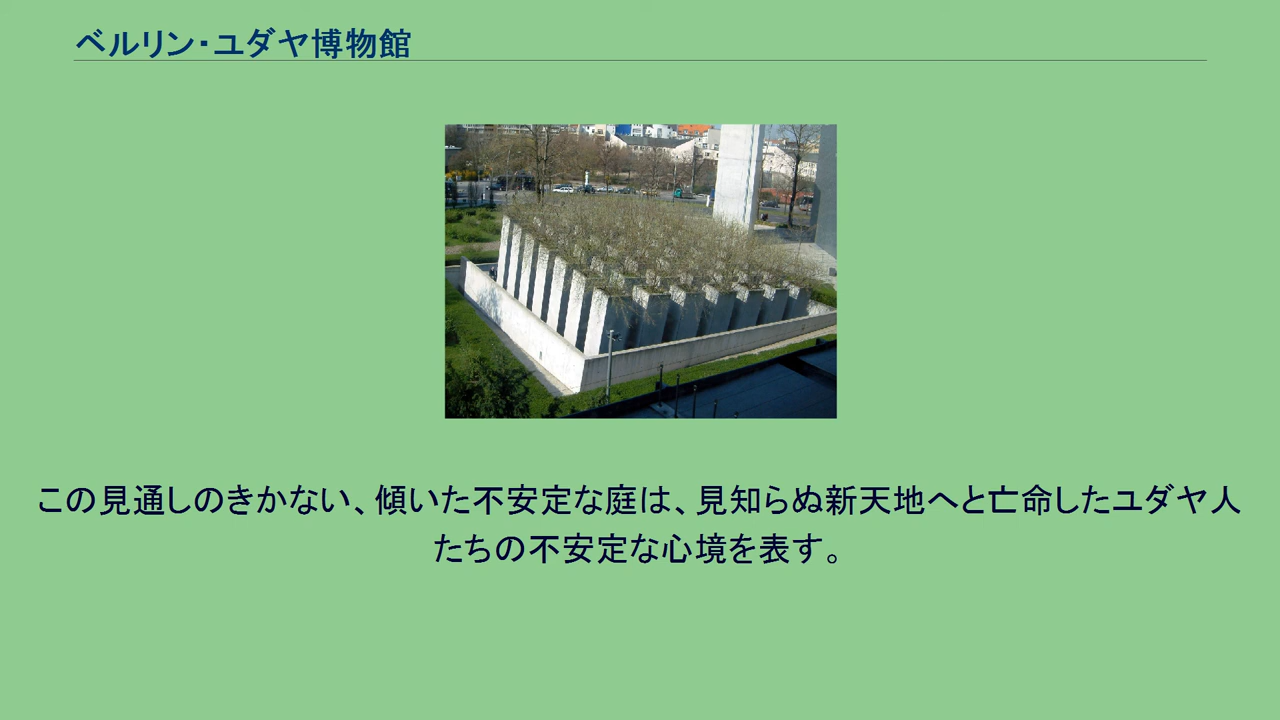 ベルリン・ユダヤ博物館
この見通しのきかない、傾いた不安定な庭は、見知らぬ新天地へと亡命したユダヤ人
たちの不安定な心境を表す。